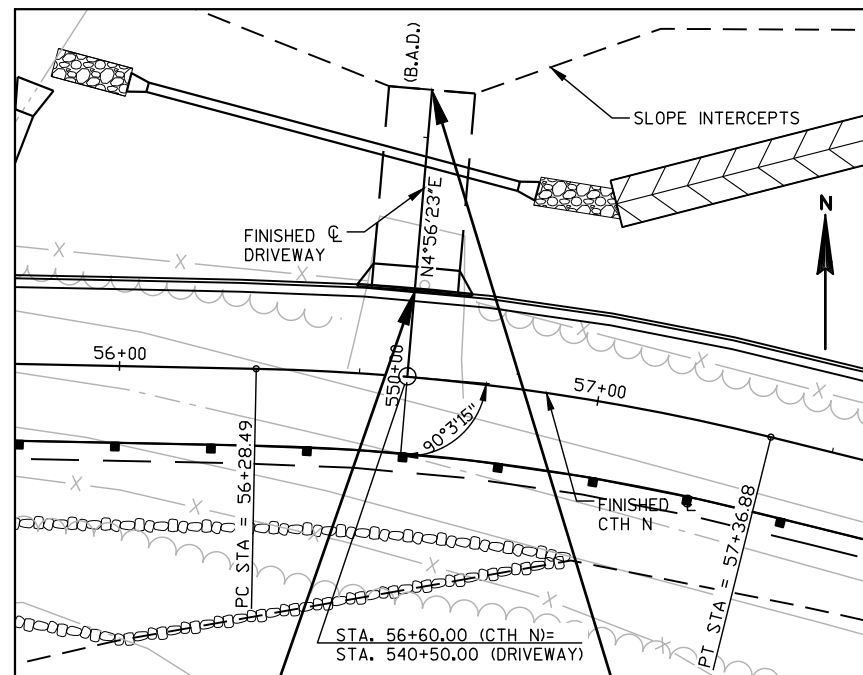 (B.A.D.)
SLOPE INTERCEPTS
N
FINISHED ℄
DRIVEWAY
N4°56'23"E
X
X
X
X
56+00
550+00
57+00
90°3'15"
X
X
X
X
FINISHED ℄
CTH N
PC STA = 56+28.49
PT STA = 57+36.88
X
X
X
STA. 56+60.00 (CTH N)=
STA. 540+50.00 (DRIVEWAY)